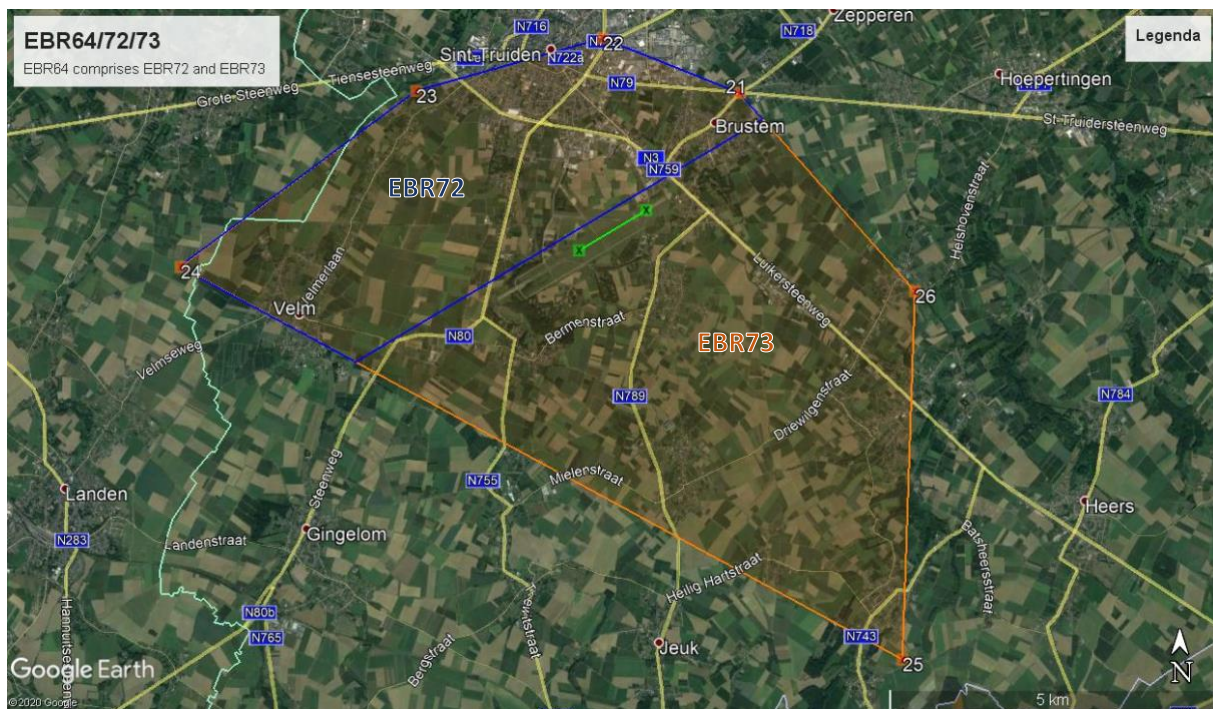 EBR64/72/73
EBR64 comprises EBR72 and EBR73
Legenda
N716
N718
Zepperen
22
Sint-Truiden
N722a
Tiensesteenweg
Grote Steenweg
23
N79
21
Hoepertingen
St-Truidersteenweg
Brustem
N3
N759
EBR72
Helshovenstraat
24
Velmerlaan
Velm
Luikersteenweg
26
Bermenstraat
N80
EBR73
Velmseweg
N789
N784
Driewilgenstraat
Steenweg
Mielenstraat
N755
Landen
Heers
N283
Landenstraat
Gingelom
Batsheersstraat
Heilig Hartstraat
N80b
N765
Bergstraat
N743
Jeuk
25
N
Google Earth
5 km
©2020 Google